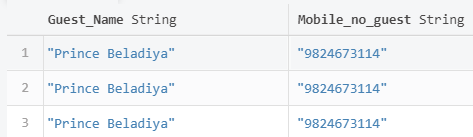 Guest_Name String Mobile_no_guest String
1 "Prince Beladiya" "9824673114"
2 "Prince Beladiya" "9824673114"
3 "Prince Beladiya" "9824673114"